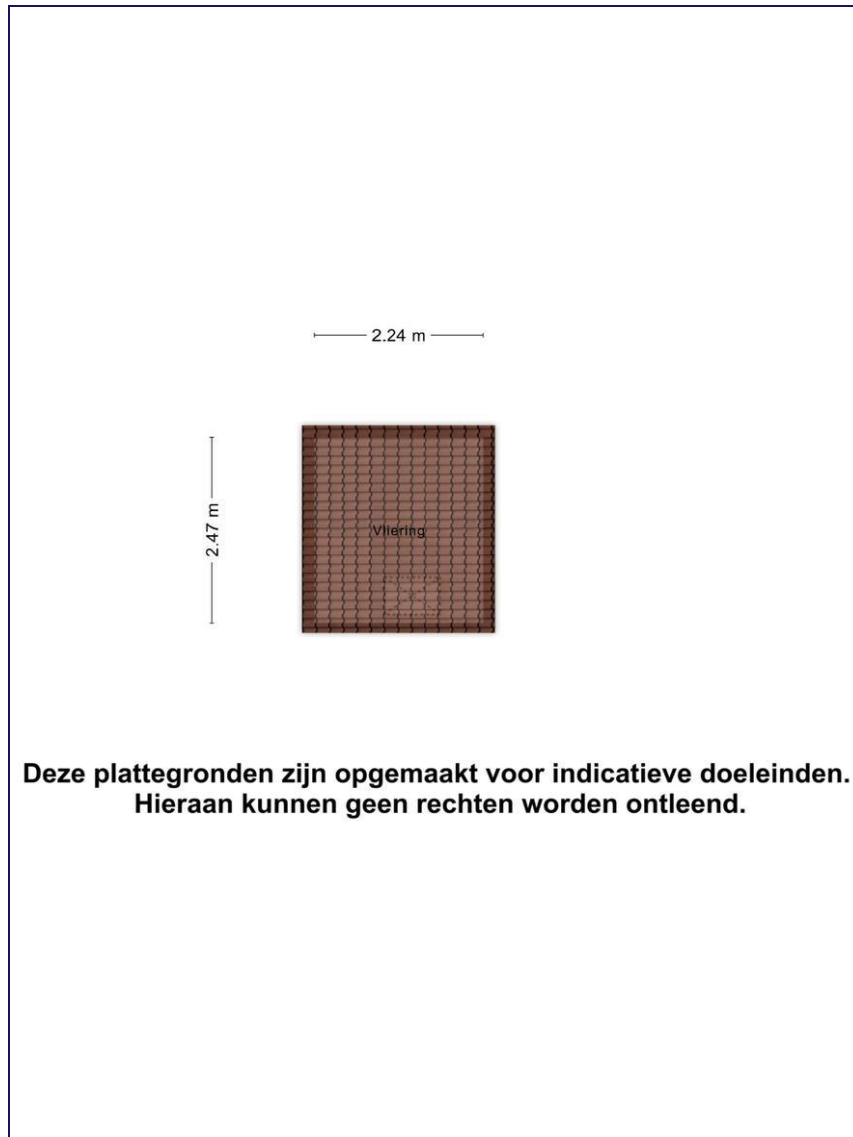 2.24 m
2.47 m
Vliering
Deze plattegronden zijn opgemaakt voor indicatieve doeleinden.
Hieraan kunnen geen rechten worden ontleend.